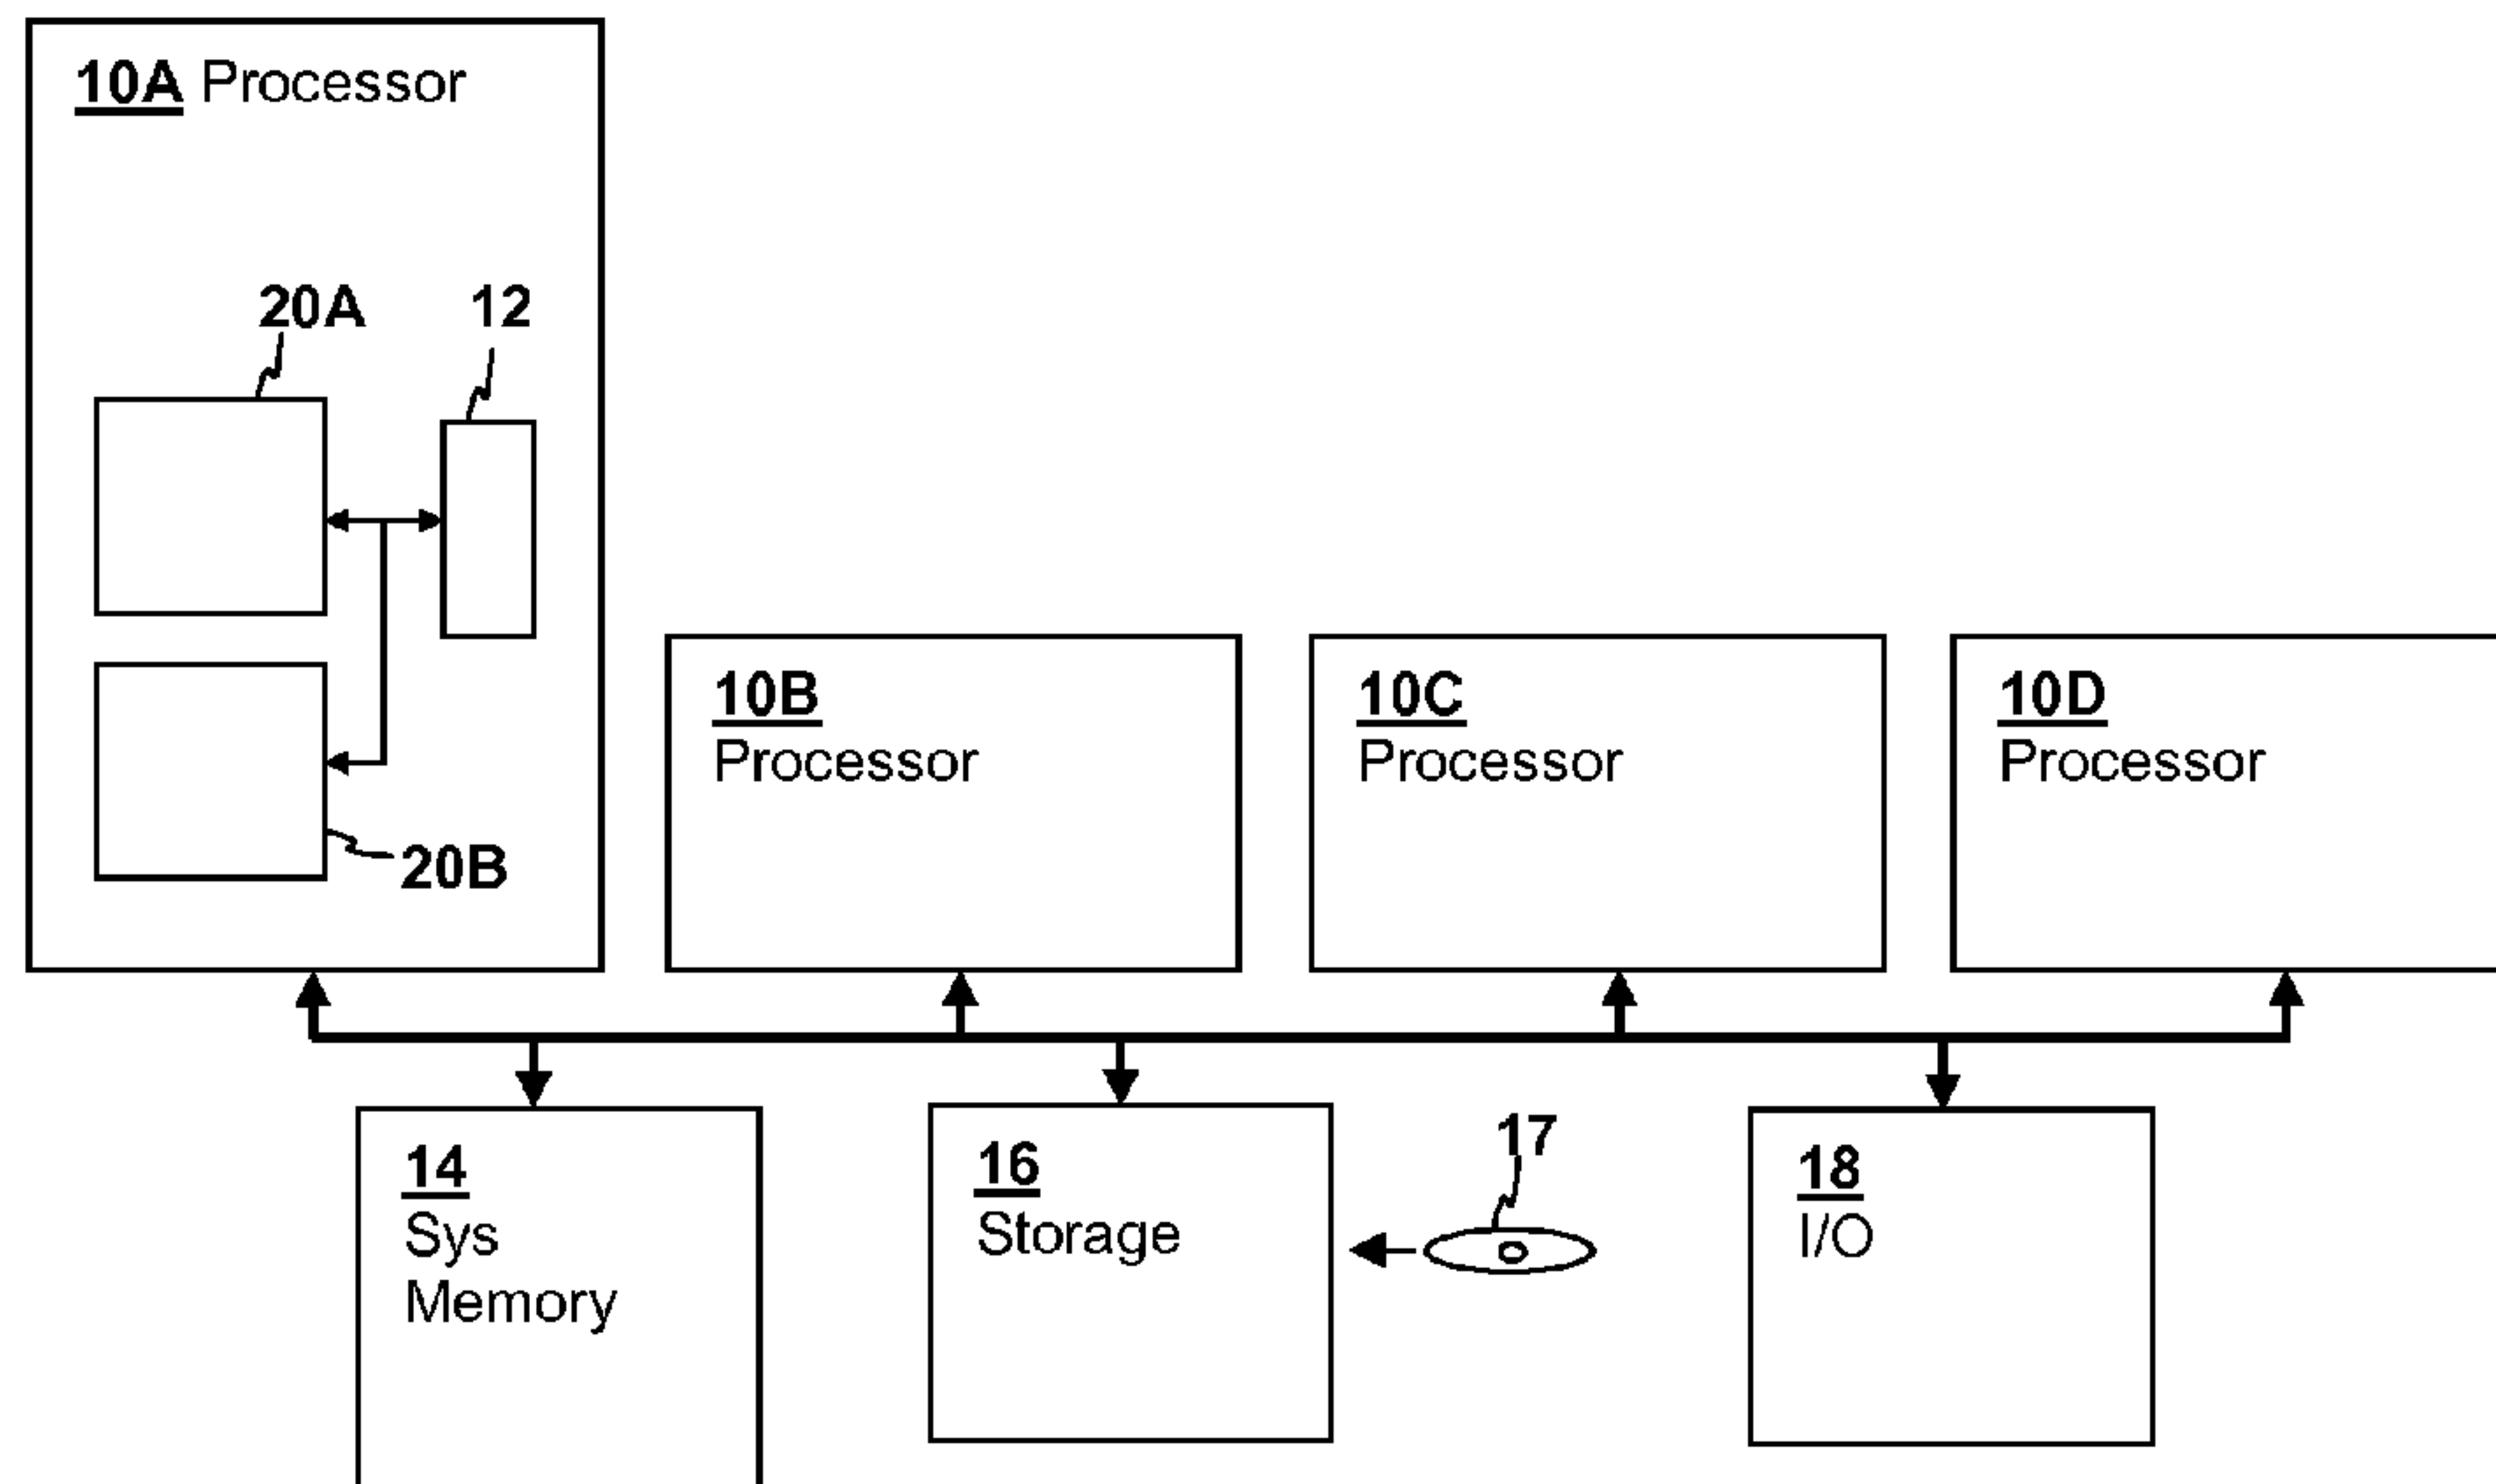 10A Processor
20A
12
20B
10B
Processor
10C
Processor
10D
Processor
14
Sys
Memory
16
Storage
17
18
I/O